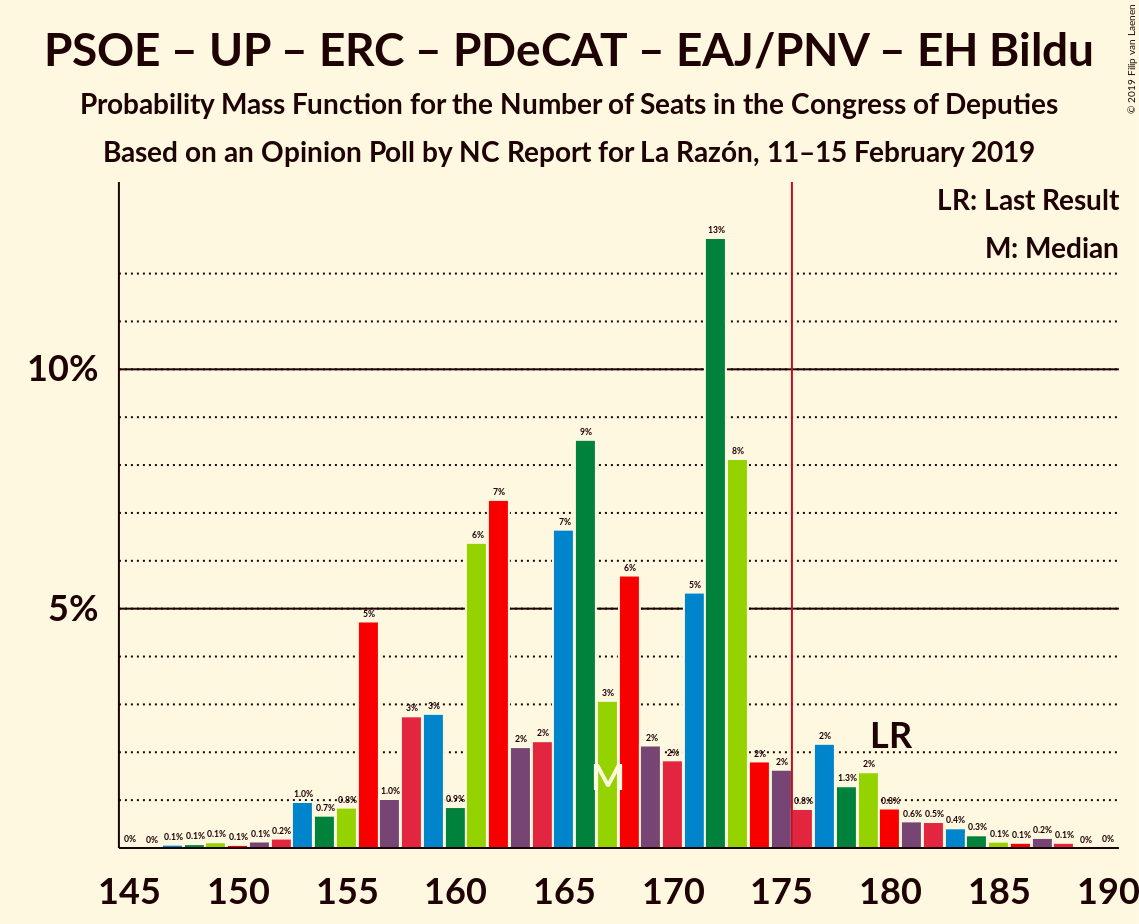 PSOE – UP – ERC – PDeCAT – EAJ/PNV – EH Bildu
Probability Mass Function for the Number of Seats in the Congress of Deputies
Based on an Opinion Poll by NC Report for La Razón, 11–15 February 2019
© 2019 Filip van Laenen
LR: Last Result
M: Median
10%
5%
0% 0% 0.1% 0.1% 0.1% 0.1% 0.1% 0.2% 1.0% 0.7% 0.8% 5% 1.0% 3% 3% 0.9% 6% 7% 2% 2% 7% 9% 3% 6% 2% 2% 5% 13% 8% 2% 2% 0.8% 2% 1.3% 2% 0.8% 0.6% 0.5% 0.4% 0.3% 0.1% 0.1% 0.2% 0.1% 0% 0%
M
LR
145 150 155 160 165 170 175 180 185 190